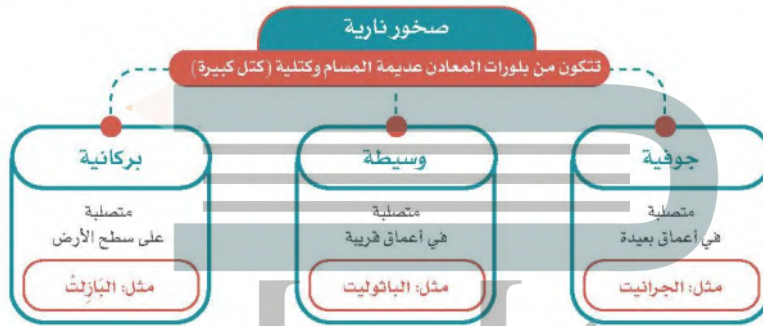 صخور نارية
تتكون من بلورات المعادن عديمة المسام وكتلية (كتل كبيرة)
جوفية
متصلبة
في أعماق بعيدة
مثل: الجرانيت
وسيطة
متصلبة
في أعماق قريبة
مثل: الباثوليت
بركانية
متصلبة
على سطح الأرض
مثل: البَازِلتْ